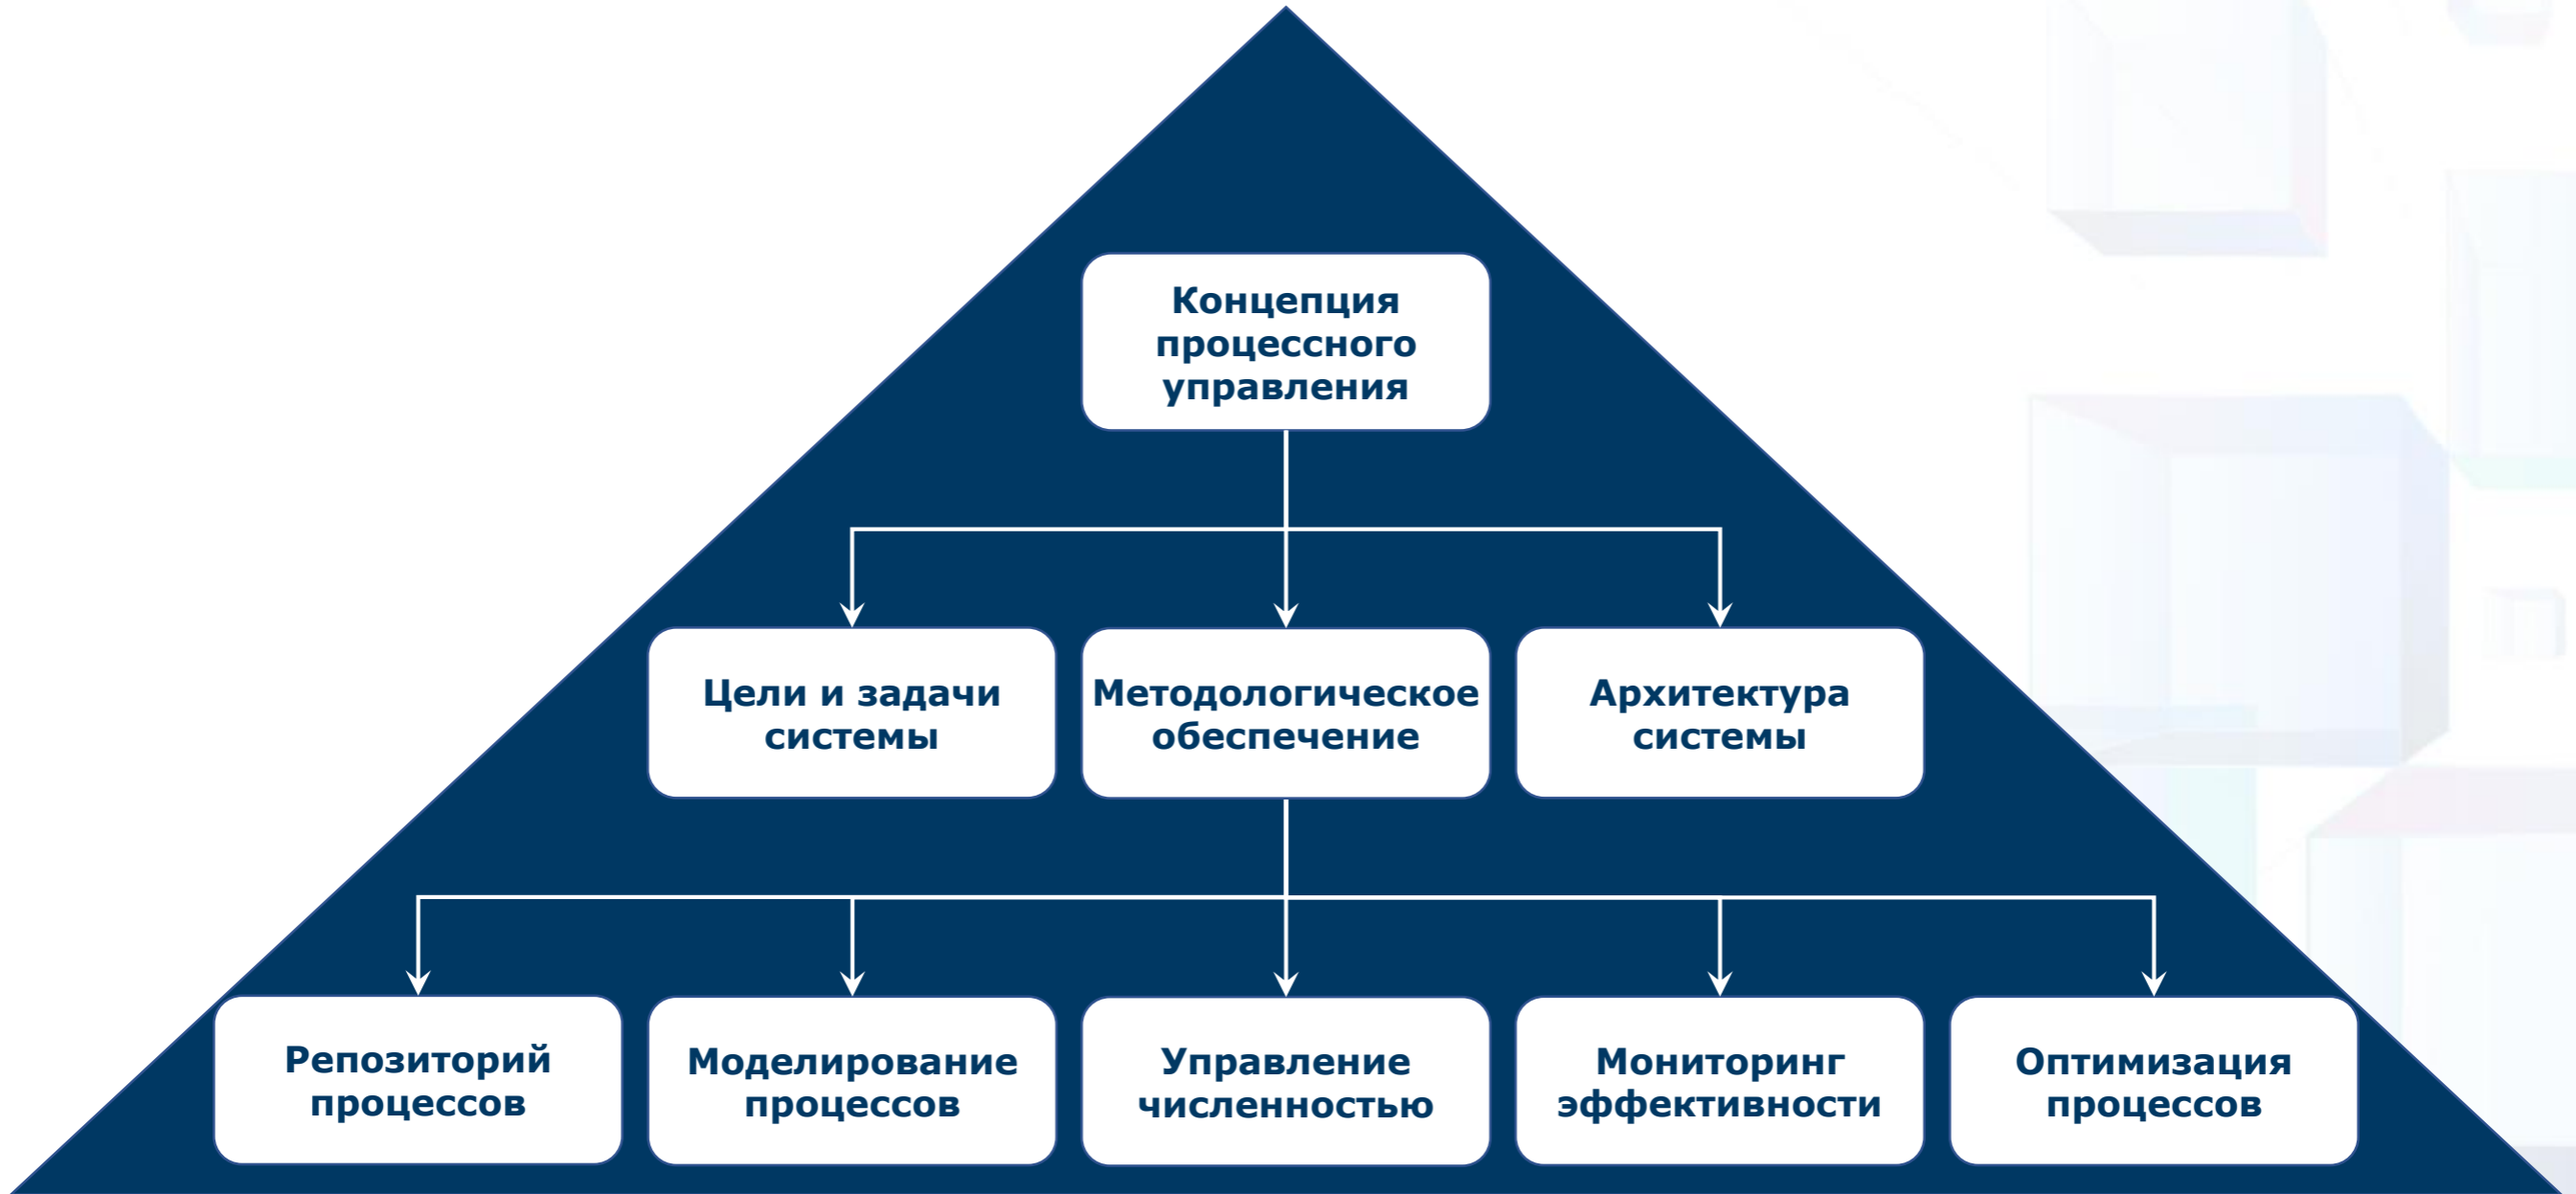 Концепция
процессного
управления
Цели и задачи
системы
Методологическое
обеспечение
Архитектура
системы
Репозиторий
процессов
Моделирование
процессов
Управление
численностью
Мониторинг
эффективности
Оптимизация
процессов